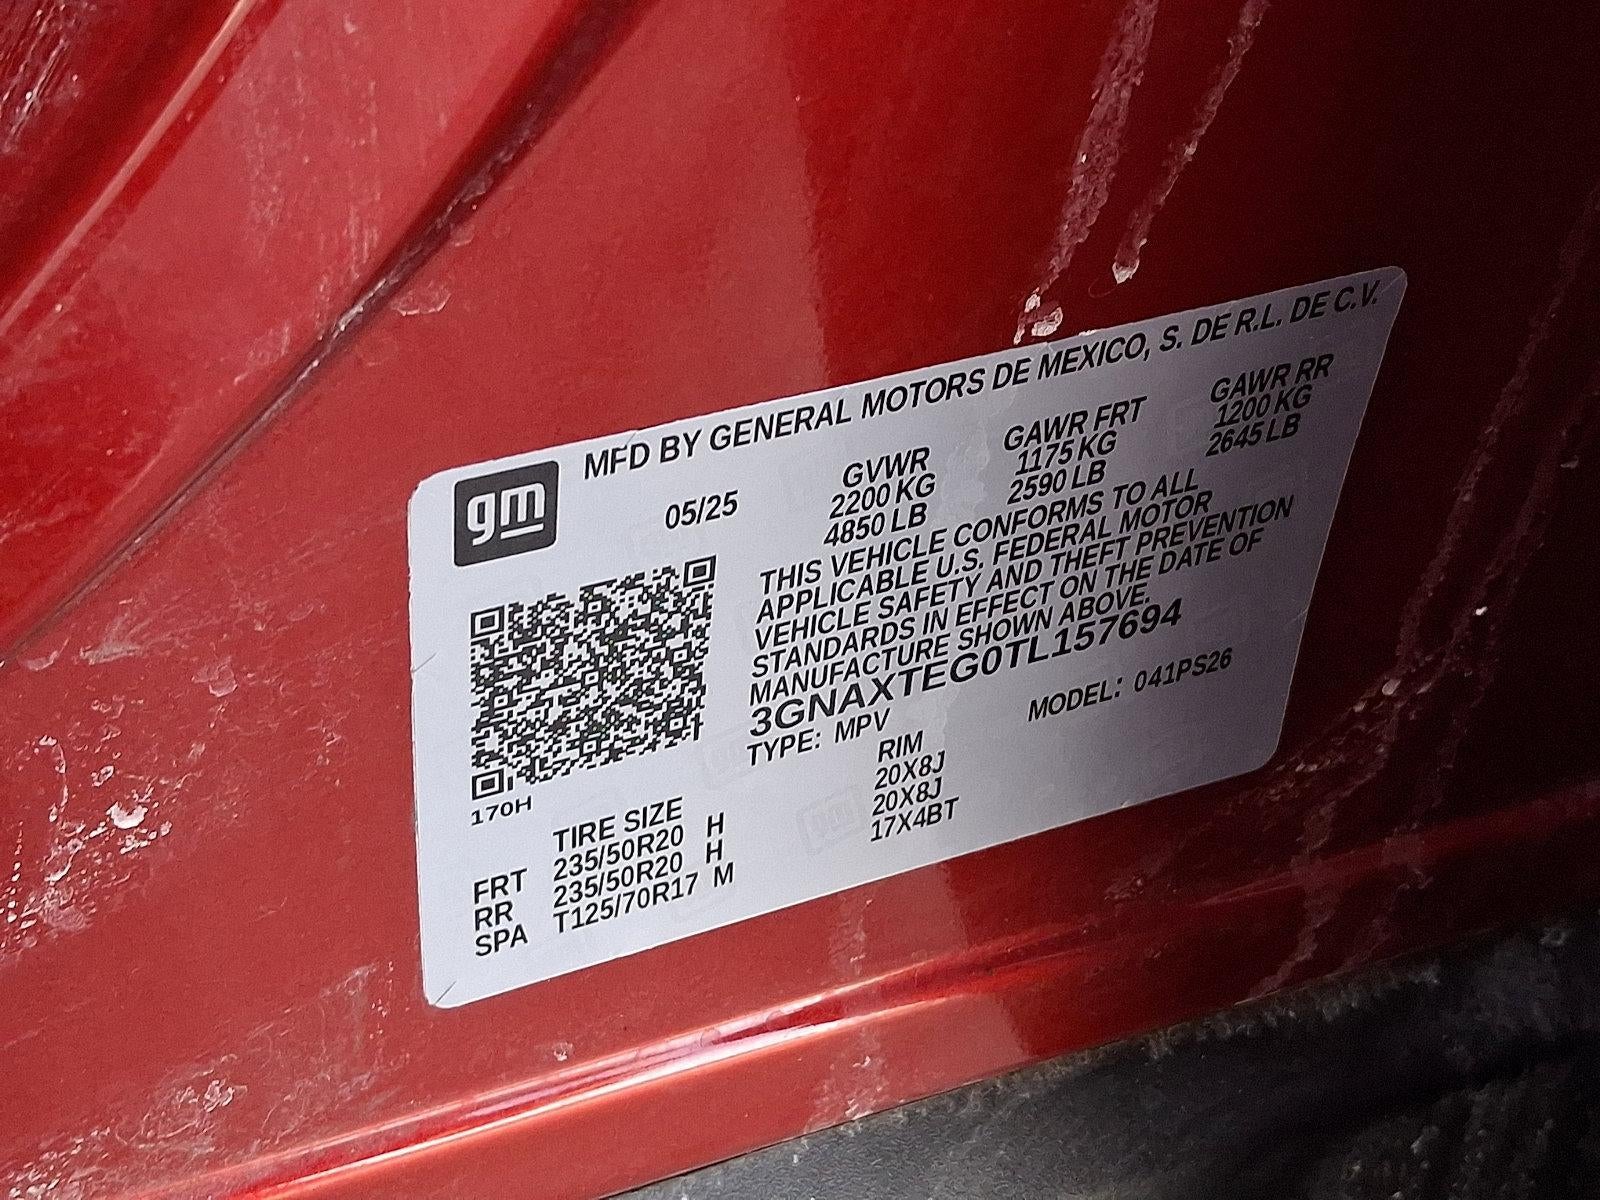 MFD BY GENERAL MOTORS DE MEXICO, S. DE R.L. DE C.V.
gm
05/25
GVWR GAWR FRT GAWR RR
2200 KG 1175 KG 1200 KG
4850 LB 2590 LB 2645 LB
THIS VEHICLE CONFORMS TO ALL
APPLICABLE U.S. FEDERAL MOTOR
VEHICLE SAFETY AND THEFT PREVENTION
STANDARDS IN EFFECT ON THE DATE OF
MANUFACTURE SHOWN ABOVE.
3GNAXTEG0TL157694
TYPE: MPV MODEL: 041PS26
170H
TIRE SIZE RIM
FRT 235/50R20 H 20X8J
RR 235/50R20 H 20X8J
SPA T125/70R17 M 17X4BT